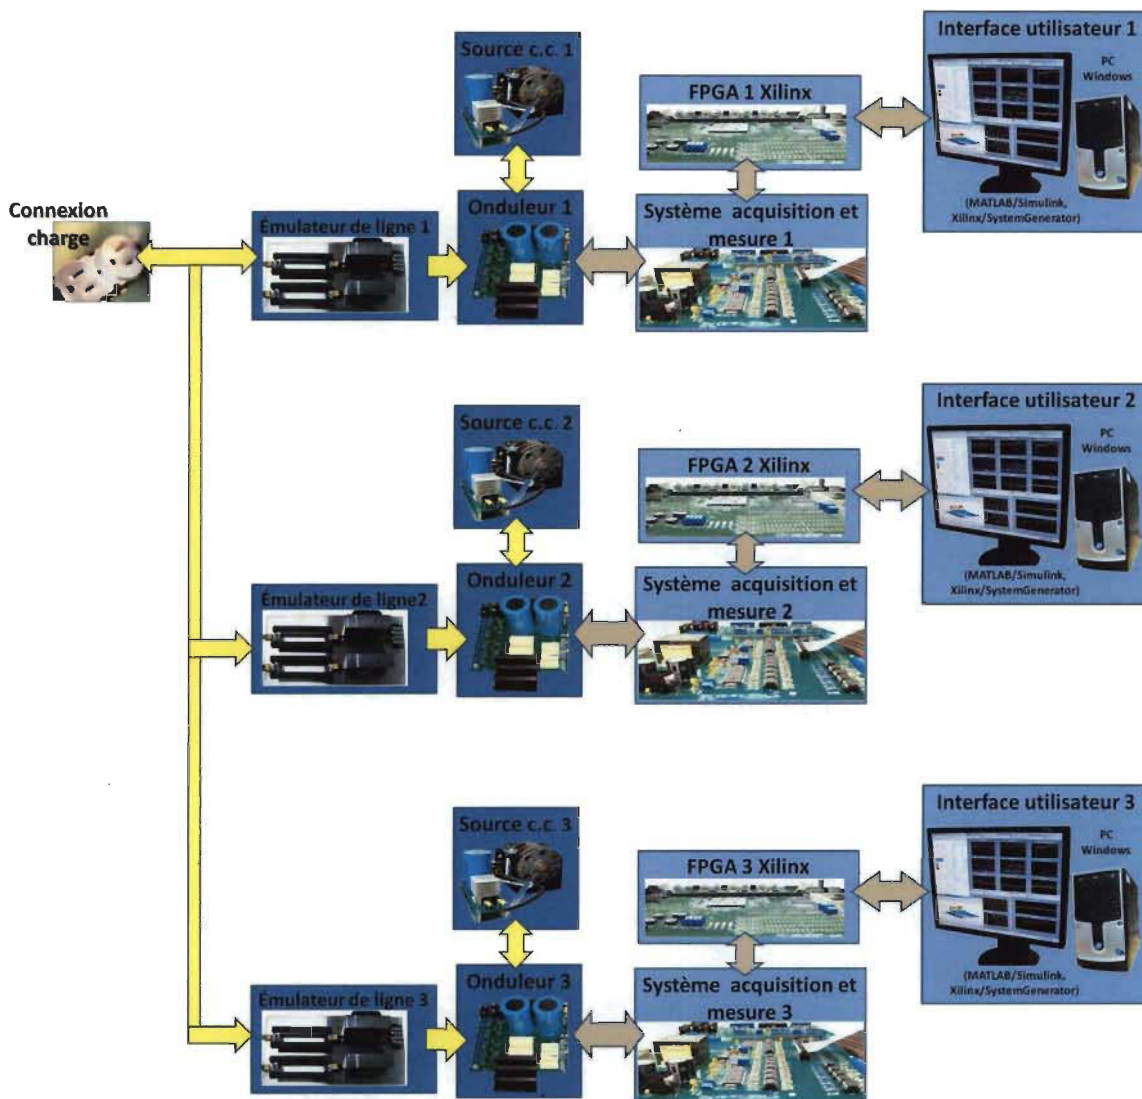 Interface utilisateur 1
Source c.c. 1
PC
Windows
FPGA 1 Xilinx
(MATLAB/Simulink,
Xilinx/SystemGenerator)
Connexion
charge
Émulateur de ligne 1
Onduleur 1
Système acquisition et
mesure 1
Interface utilisateur 2
Source c.c. 2
PC
Windows
FPGA 2 Xilinx
(MATLAB/Simulink,
Xilinx/SystemGenerator)
Émulateur de ligne2
Onduleur 2
Système acquisition et
mesure 2
Interface utilisateur 3
Source c.c. 3
PC
Windows
FPGA 3 Xilinx
(MATLAB/Simulink,
Xilinx/SystemGenerator)
Émulateur de ligne 3
Onduleur 3
Système acquisition et
mesure 3